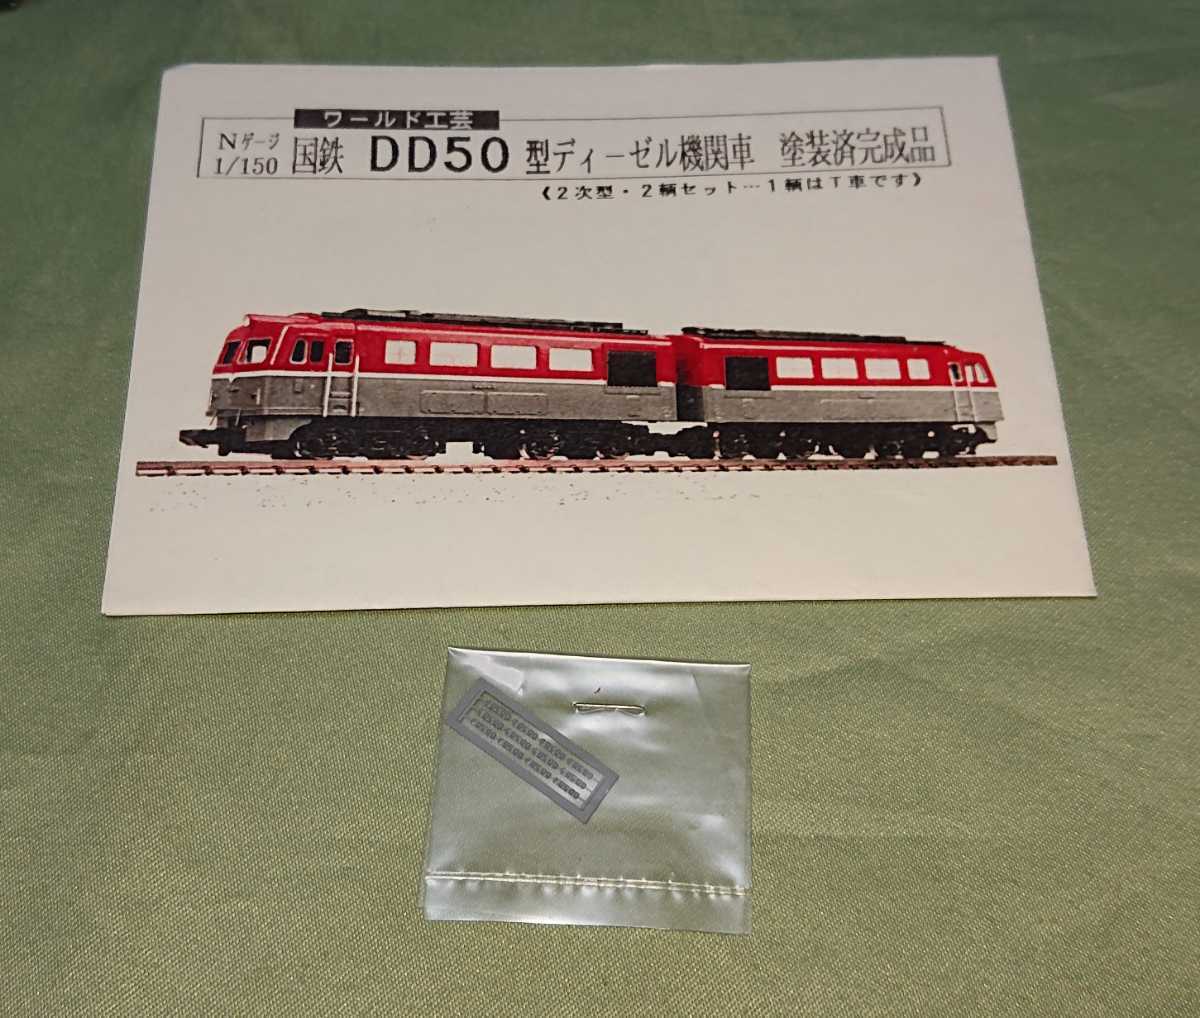 ワールド工芸
Nゲージ
1/150 国鉄 DD50 型ディーゼル機関車 塗装済完成品
《2次型・2輌セット…1輌はT車です》